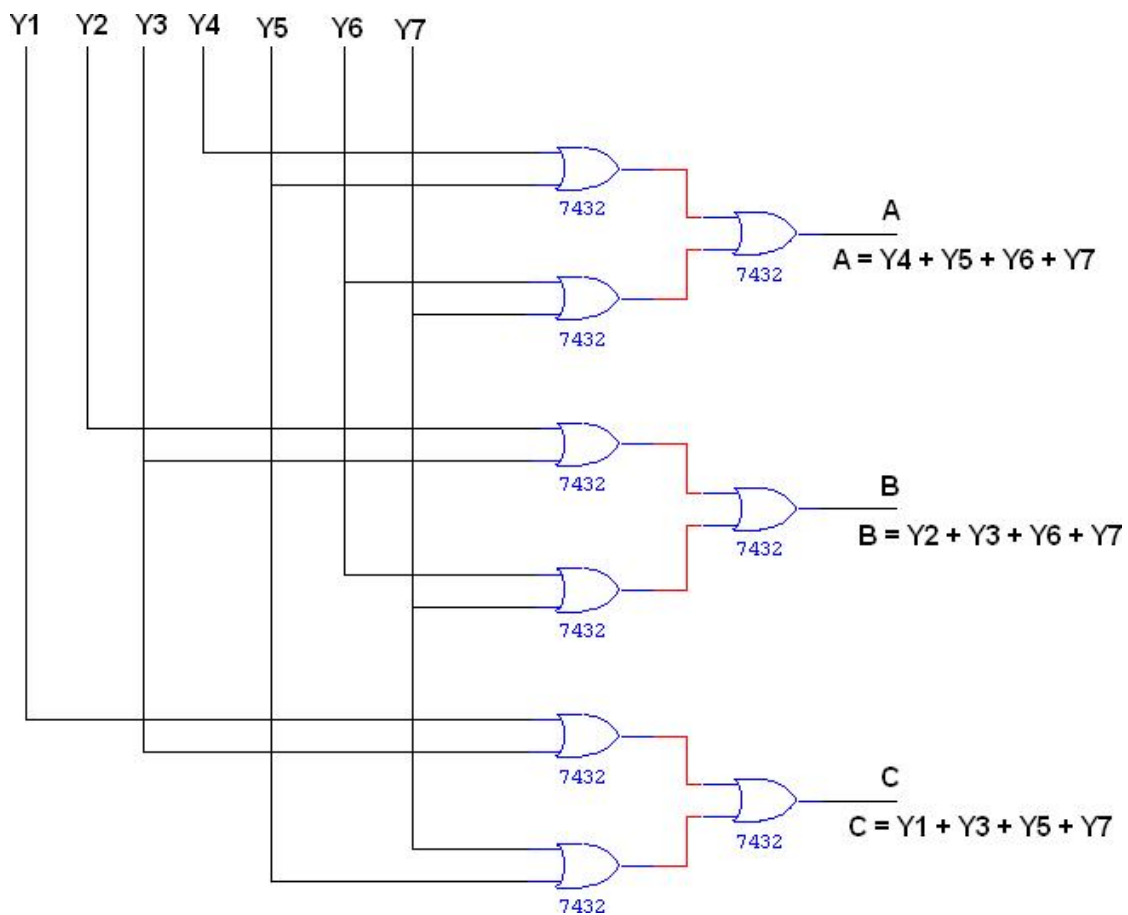 Y1 Y2 Y3 Y4 Y5 Y6 Y7
7432
A
7432
A = Y4 + Y5 + Y6 + Y7
7432
7432
B
7432
B = Y2 + Y3 + Y6 + Y7
7432
7432
C
7432
C = Y1 + Y3 + Y5 + Y7
7432